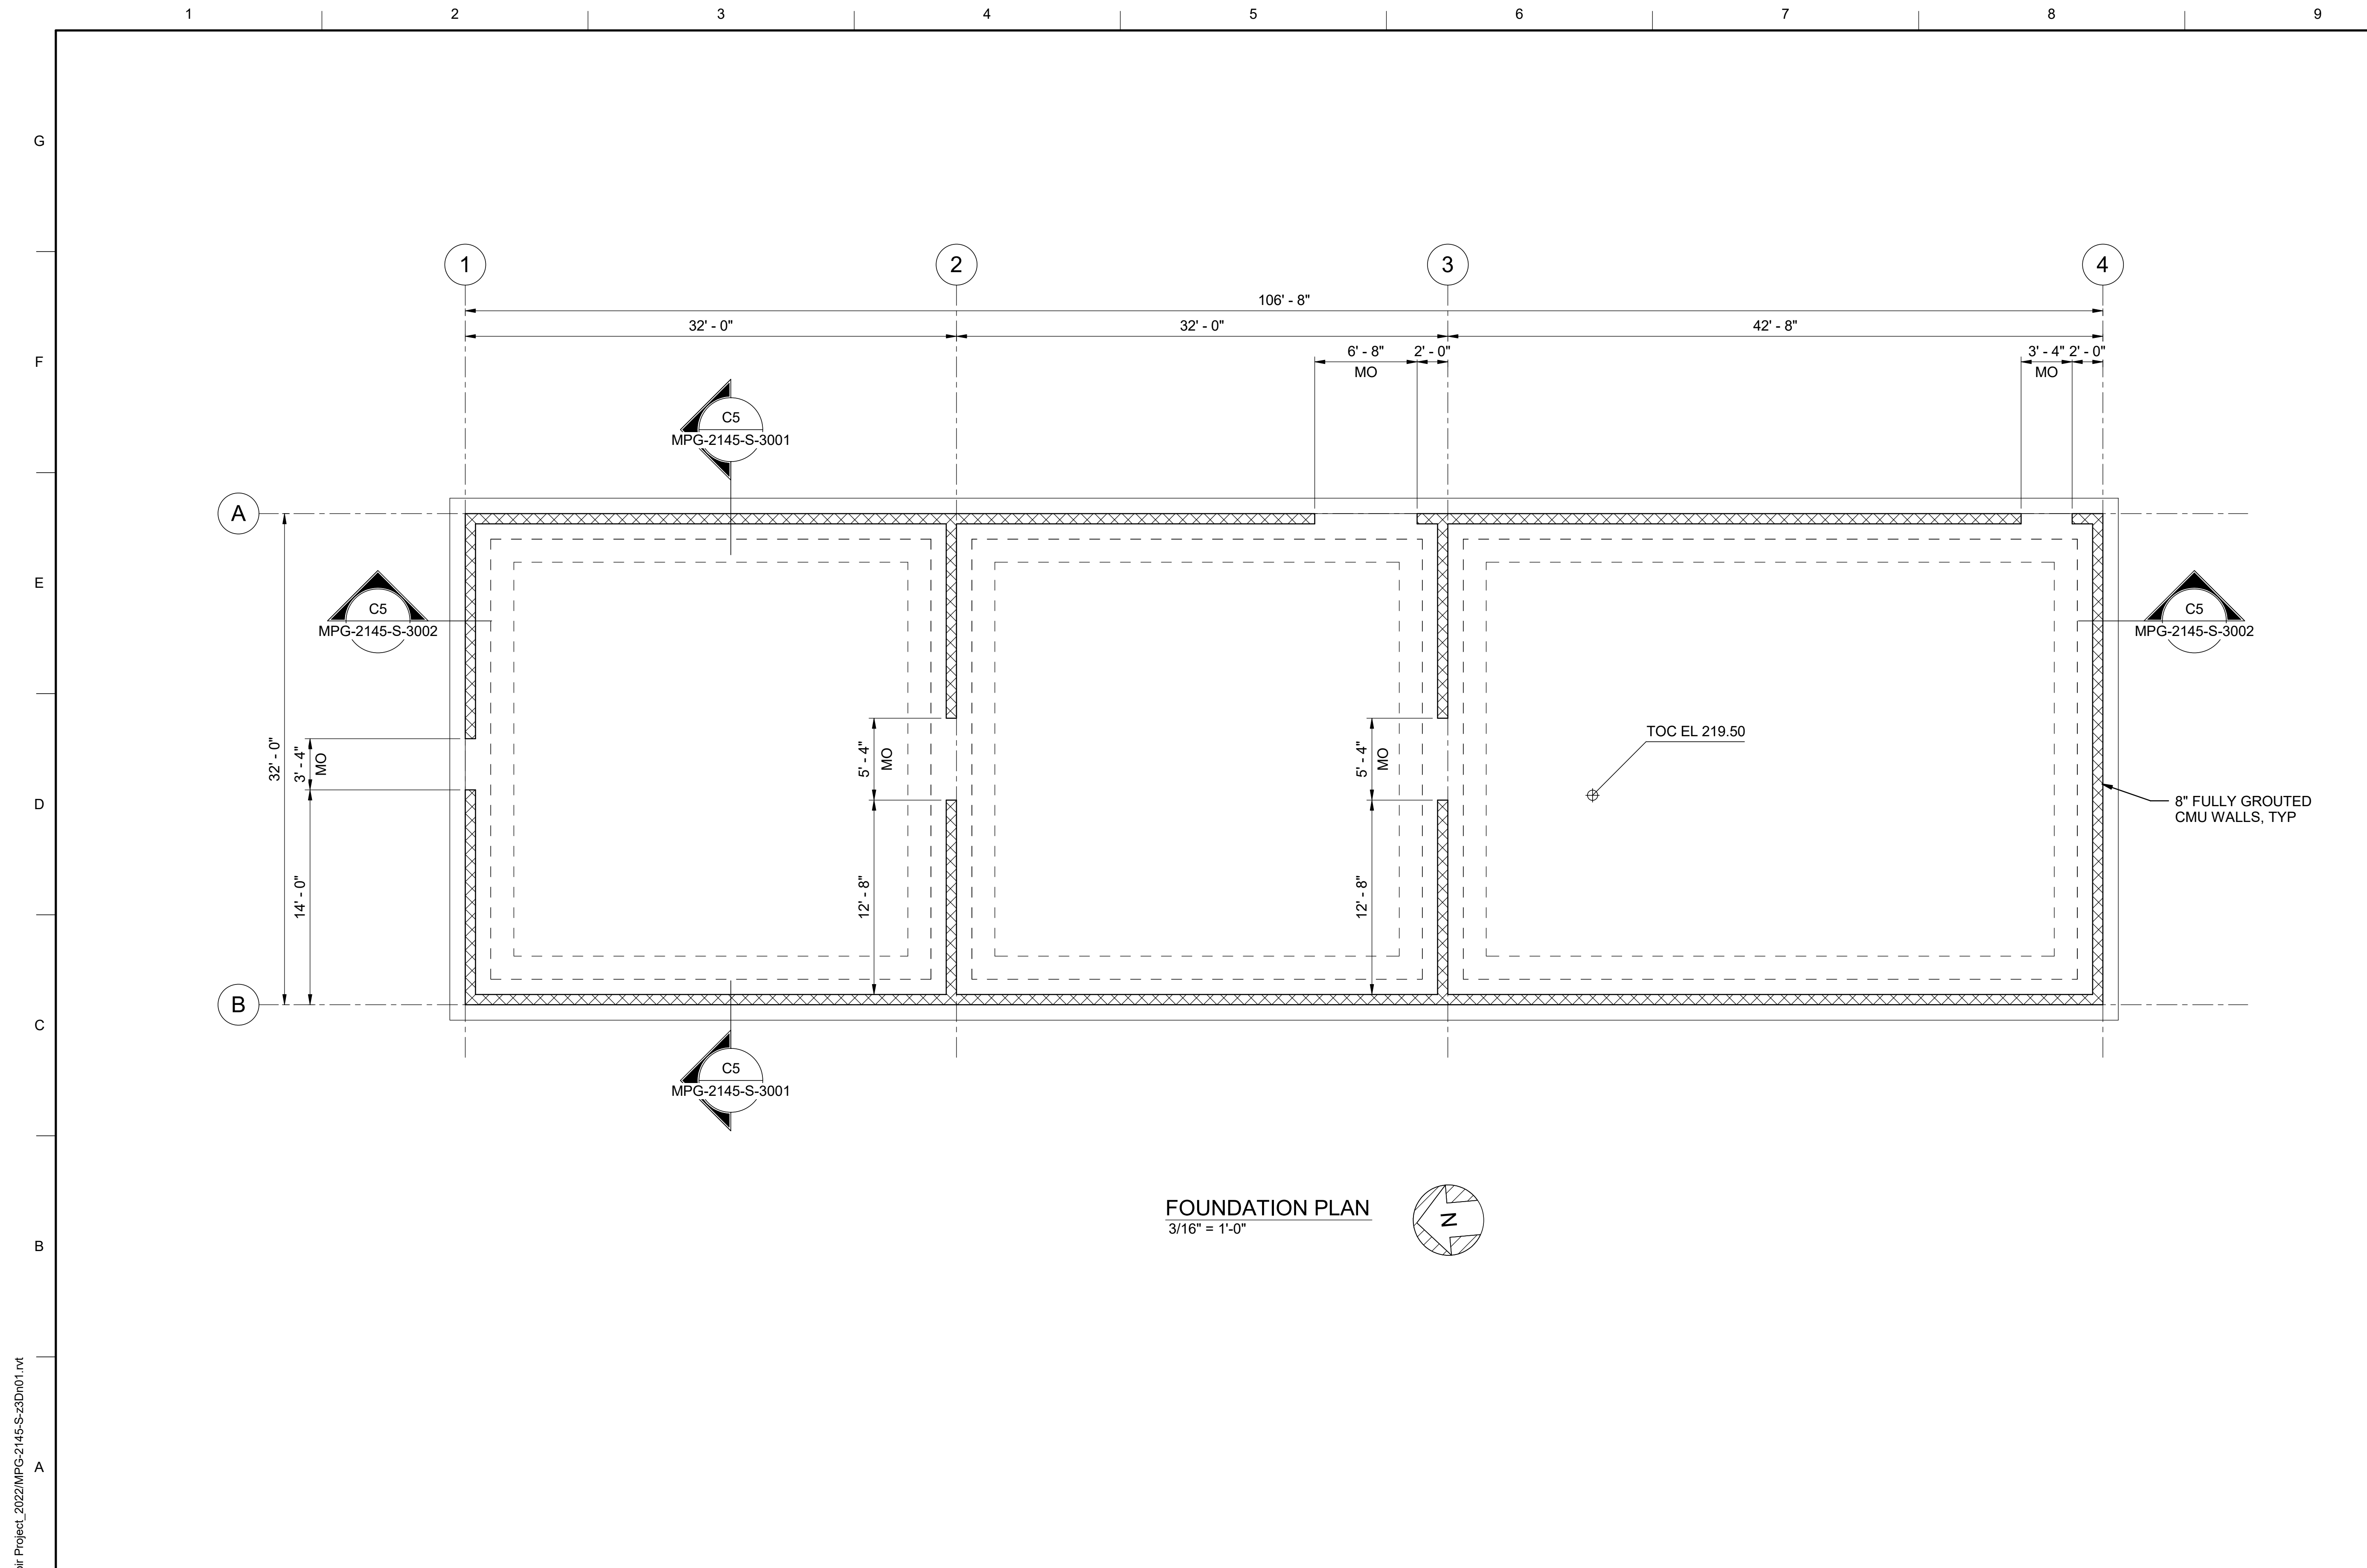 1 2 3 4 5 6 7 8 9
G
1 2 3 4
106' - 8"
32' - 0" 32' - 0" 42' - 8"
F
6' - 8" 2' - 0" 3' - 4" 2' - 0"
MO MO
C5
MPG-2145-S-3001
A
E
C5 C5
MPG-2145-S-3002 MPG-2145-S-3002
32' - 0"
3' - 4"
MO
5' - 4"
MO
5' - 4"
MO
TOC EL 219.50
D
8" FULLY GROUTED
CMU WALLS, TYP
14' - 0"
12' - 8"
12' - 8"
B
C
C5
MPG-2145-S-3001
FOUNDATION PLAN
3/16" = 1'-0"
N
B
A
Project_2022/MPG-2145-S-z3Dn01.rvt